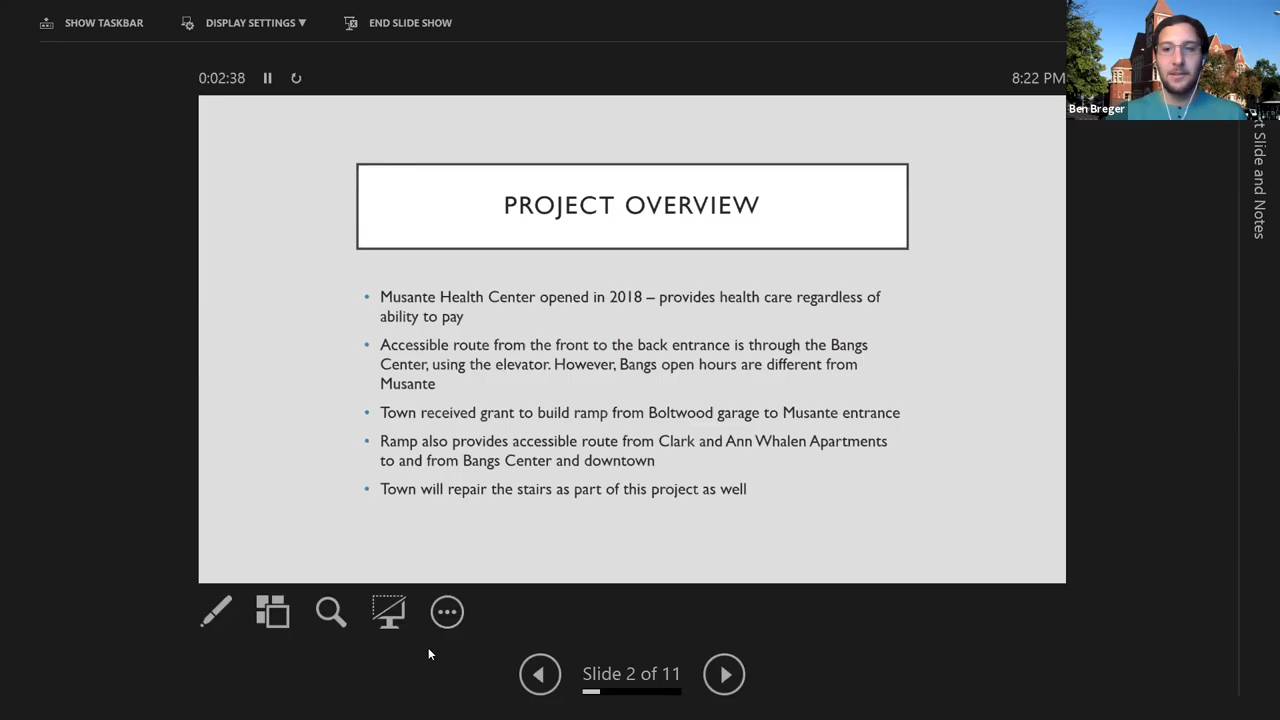 SHOW TASKBAR
DISPLAY SETTINGS ▼
END SLIDE SHOW
0:02:38
8:22 PM
Ben Breger
t Slide and Notes
PROJECT OVERVIEW
• Musante Health Center opened in 2018 – provides health care regardless of
ability to pay
• Accessible route from the front to the back entrance is through the Bangs
Center, using the elevator. However, Bangs open hours are different from
Musante
• Town received grant to build ramp from Boltwood garage to Musante entrance
• Ramp also provides accessible route from Clark and Ann Whalen Apartments
to and from Bangs Center and downtown
• Town will repair the stairs as part of this project as well
Slide 2 of 11